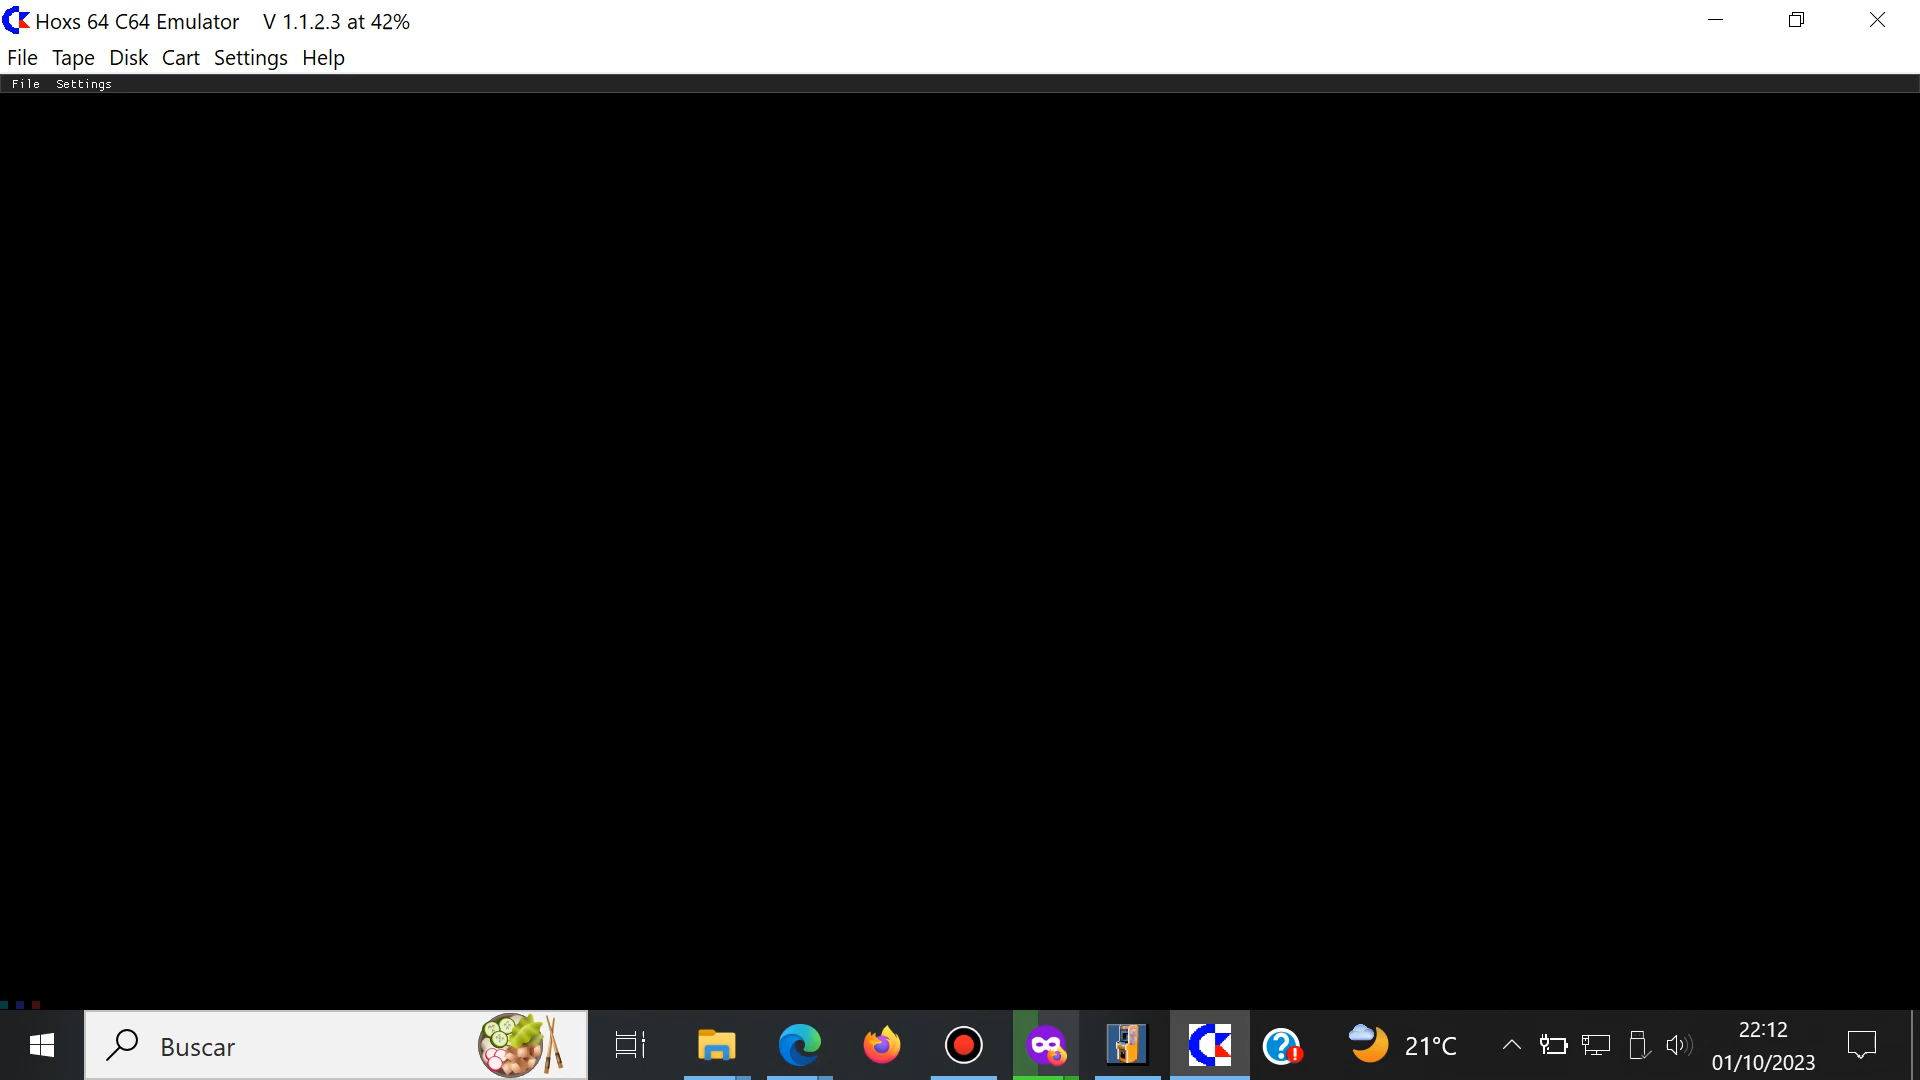 Hoxs 64 C64 Emulator V 1.1.2.3 at 42%
File Tape Disk Cart Settings Help
File Settings
Buscar
21°C
22:12
01/10/2023